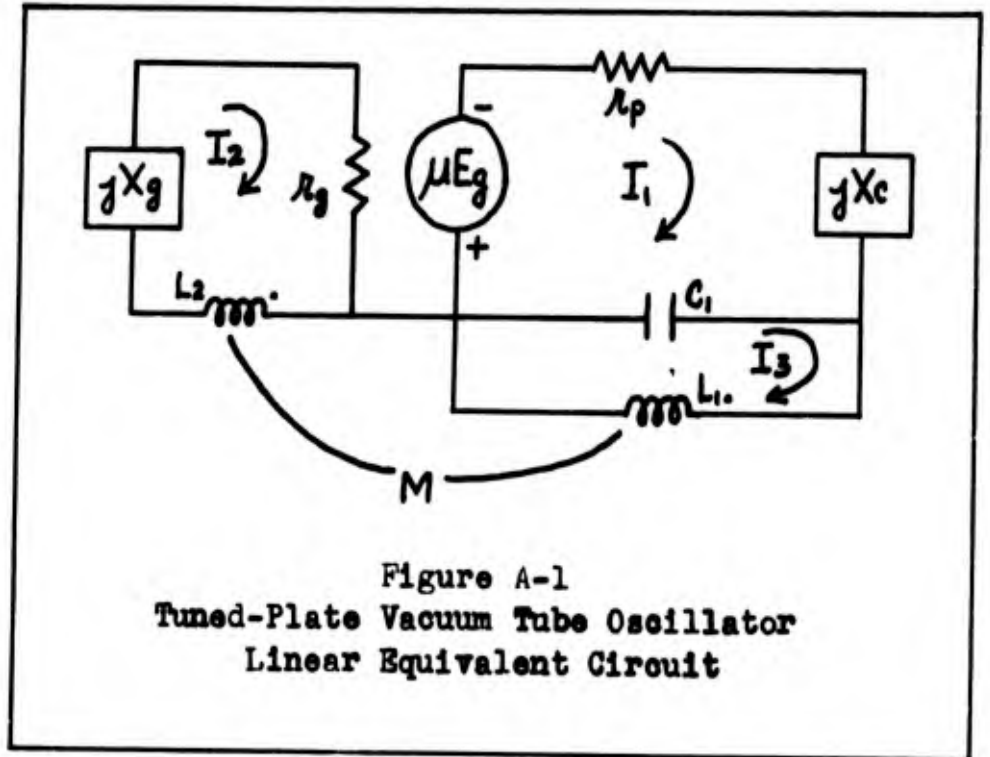 rp
I2
jXg
rg
-
μEg
+
I1
jXc
L2
C1
I3
L1
M
Figure A-1
Tuned-Plate Vacuum Tube Oscillator
Linear Equivalent Circuit